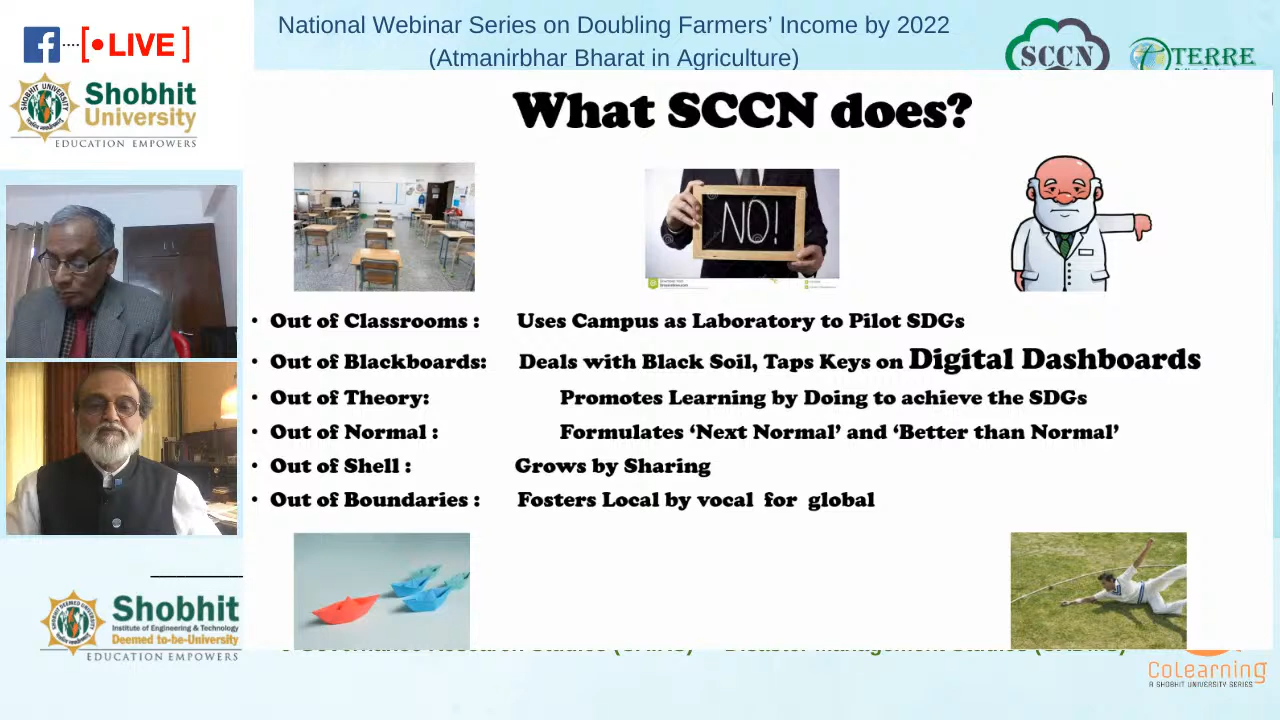 National Webinar Series on Doubling Farmers' Income by 2022
(Atmanirbhar Bharat in Agriculture)
f
....[•LIVE]
SHOBHIT UNIVERSITY
Shobhit
University
EDUCATION EMPOWERS
SCCN
TERRE
What SCCN does?
NO!
• Out of Classrooms : Uses Campus as Laboratory to Pilot SDGs
• Out of Blackboards: Deals with Black Soil, Taps Keys on Digital Dashboards
• Out of Theory: Promotes Learning by Doing to achieve the SDGs
• Out of Normal : Formulates ‘Next Normal’ and ‘Better than Normal’
• Out of Shell : Grows by Sharing
• Out of Boundaries : Fosters Local by vocal for global
Shobhit
Institute of Engineering & Technology
Deemed to-be-University
EDUCATION EMPOWERS
CoLearning
A SHOBHIT UNIVERSITY SERIES